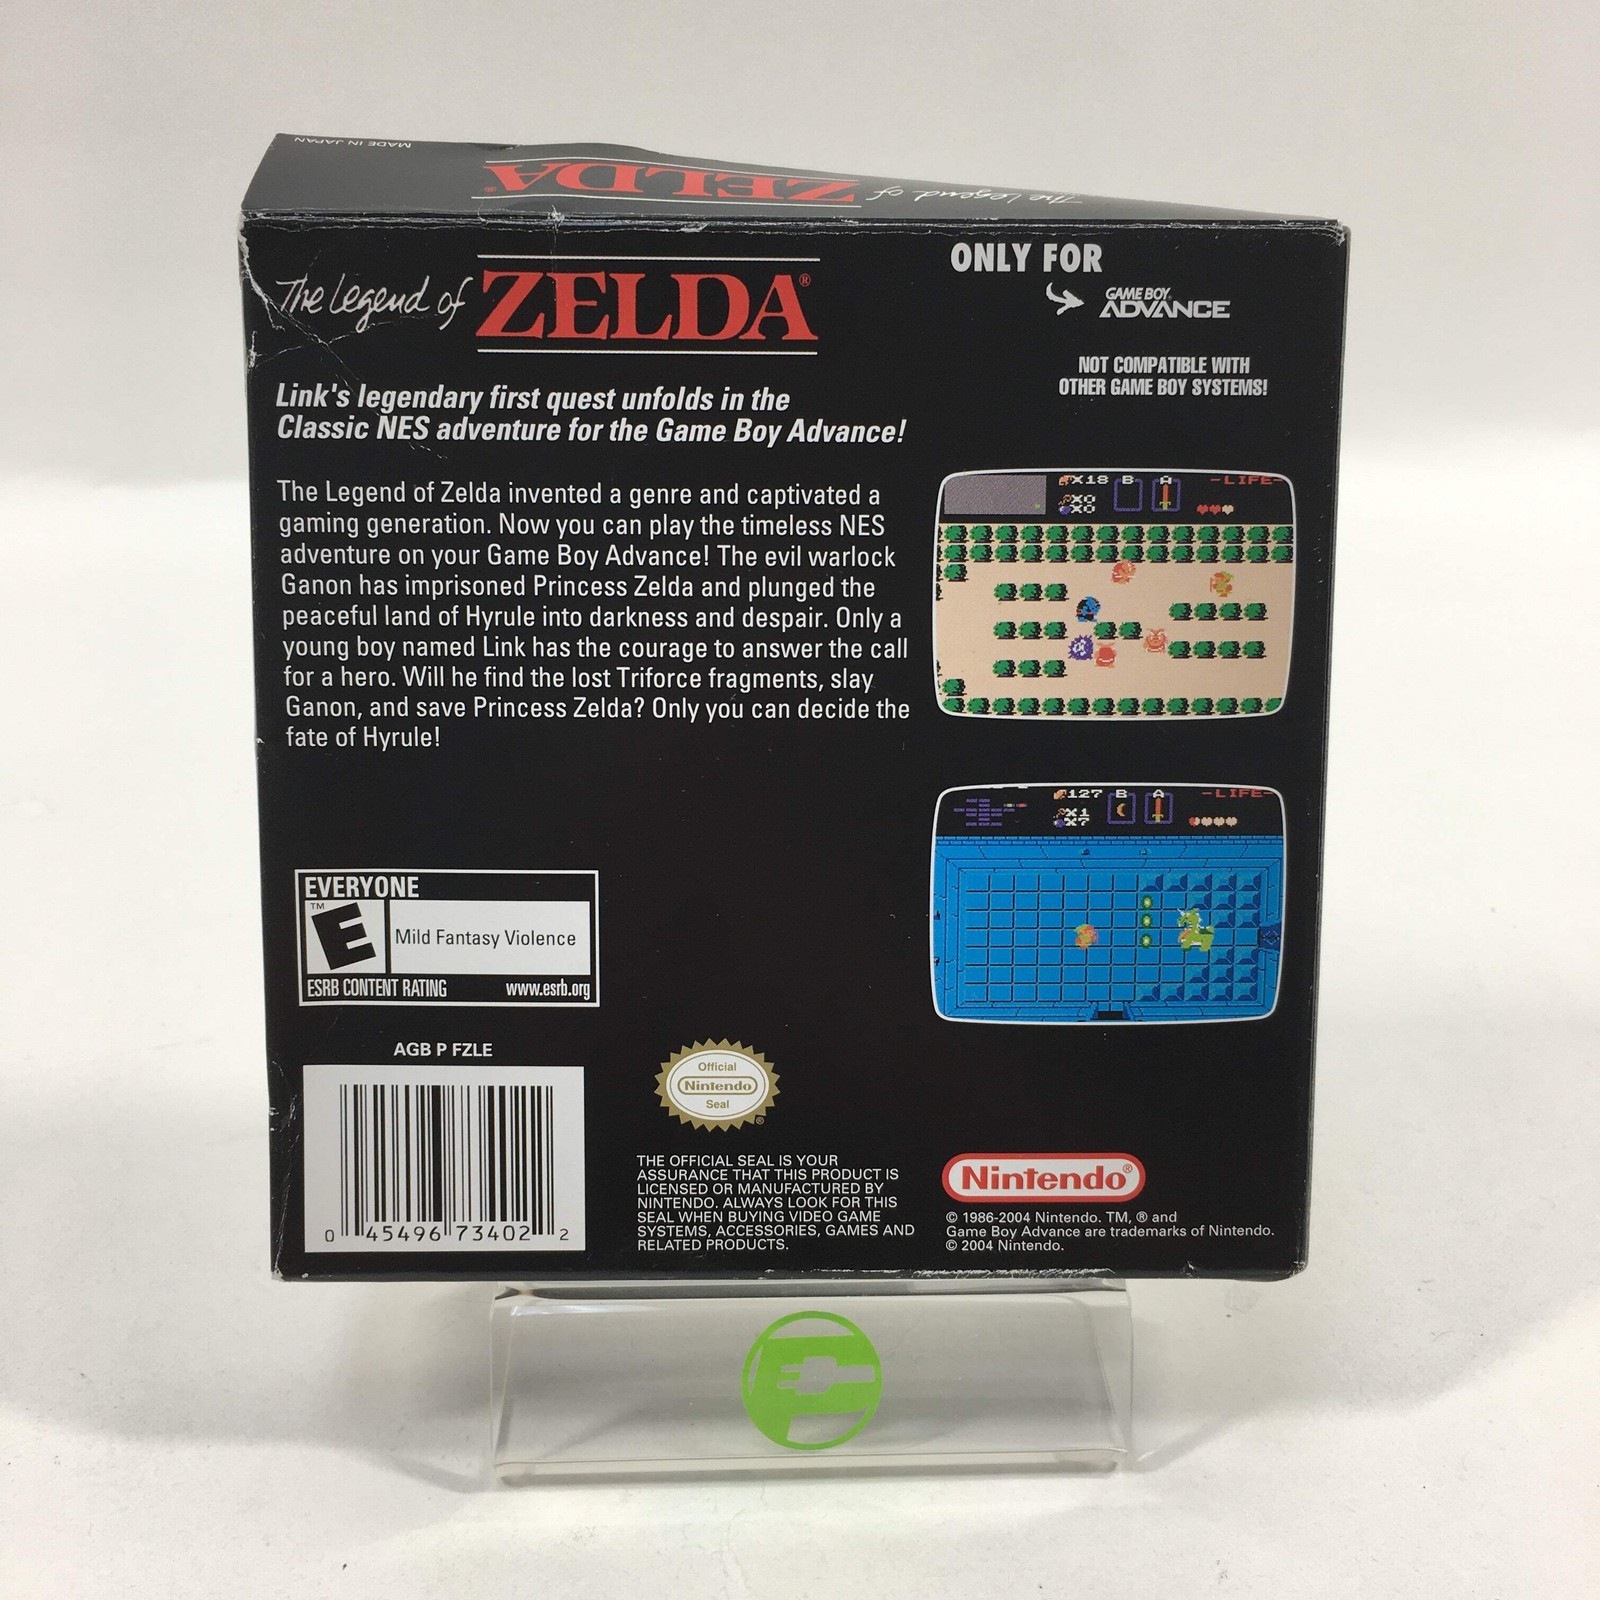 MADE IN JAPAN
The Legend of ZELDA®
The Legend of ZELDA®
ONLY FOR
GAME BOY
ADVANCE
NOT COMPATIBLE WITH
OTHER GAME BOY SYSTEMS!
Link's legendary first quest unfolds in the
Classic NES adventure for the Game Boy Advance!
The Legend of Zelda invented a genre and captivated a
gaming generation. Now you can play the timeless NES
adventure on your Game Boy Advance! The evil warlock
Ganon has imprisoned Princess Zelda and plunged the
peaceful land of Hyrule into darkness and despair. Only a
young boy named Link has the courage to answer the call
for a hero. Will he find the lost Triforce fragments, slay
Ganon, and save Princess Zelda? Only you can decide the
fate of Hyrule!
X18 B A -LIFE-
X0
X0
127 B A -LIFE-
X1
X7
EVERYONE
TM
E
Mild Fantasy Violence
ESRB CONTENT RATING www.esrb.org
AGB P FZLE
0 45496 73402 2
Official
Nintendo
Seal
®
THE OFFICIAL SEAL IS YOUR
ASSURANCE THAT THIS PRODUCT IS
LICENSED OR MANUFACTURED BY
NINTENDO. ALWAYS LOOK FOR THIS
SEAL WHEN BUYING VIDEO GAME
SYSTEMS, ACCESSORIES, GAMES AND
RELATED PRODUCTS.
Nintendo®
© 1986-2004 Nintendo. TM, ® and
Game Boy Advance are trademarks of Nintendo.
© 2004 Nintendo.